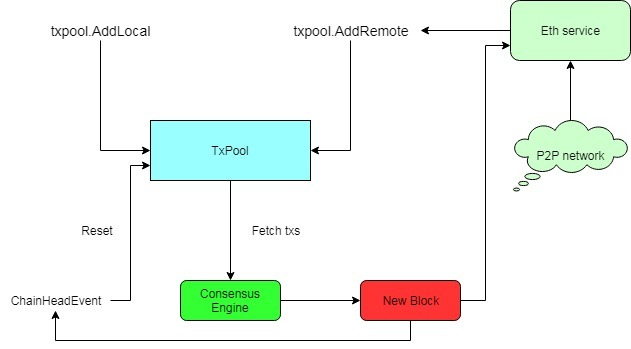 txpool.AddLocal
txpool.AddRemote
Eth service
TxPool
P2P network
Reset
Fetch txs
ChainHeadEvent
Consensus
Engine
New Block